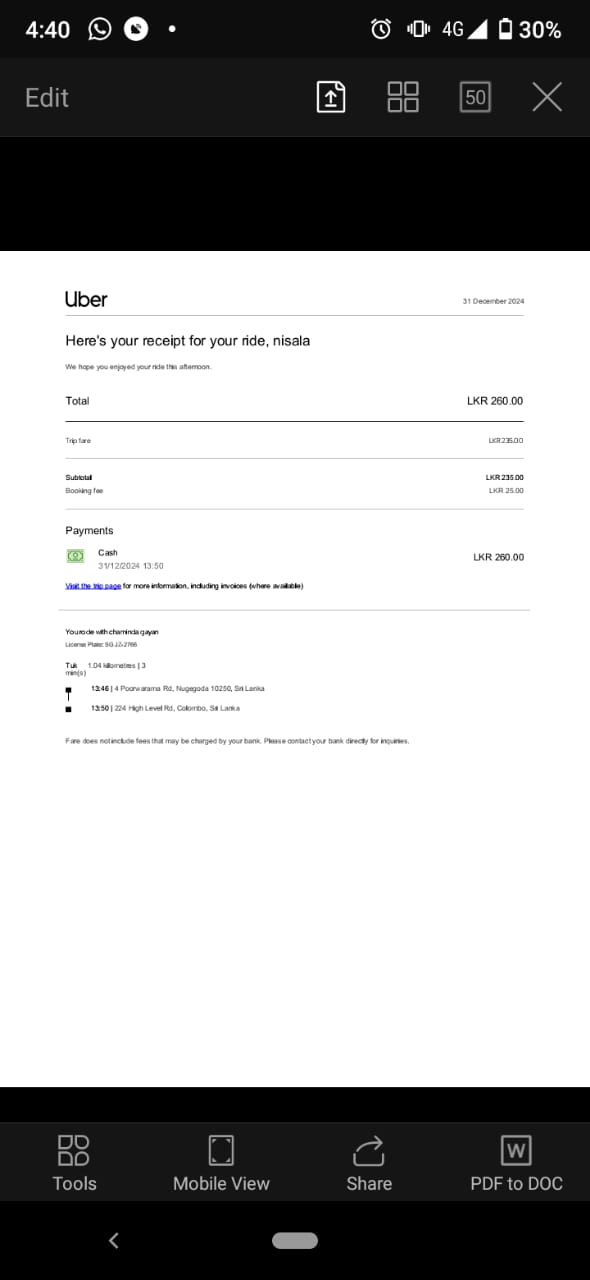 4:40
4G
30%
Edit
50
Uber
31 December 2024
Here's your receipt for your ride, nisala
We hope you enjoyed your ride this afternoon.
Total LKR 260.00
Trip fare LKR 235.00
Subtotal LKR 235.00
Booking fee LKR 25.00
Payments
Cash LKR 260.00
31/12/2024 13:50
Visit the trip page for more information, including invoices (where available)
You rode with chaminda gayan
License Plate:
Tuk 1.04 kilometres | 3
min(s)
13:46 | 4 Poorwarama Rd, Nugegoda 10250, Sri Lanka
13:50 | 224 High Level Rd, Colombo, Sri Lanka
Fare does not include fees that may be charged by your bank. Please contact your bank directly for inquiries.
Tools
Mobile View
Share
W
PDF to DOC